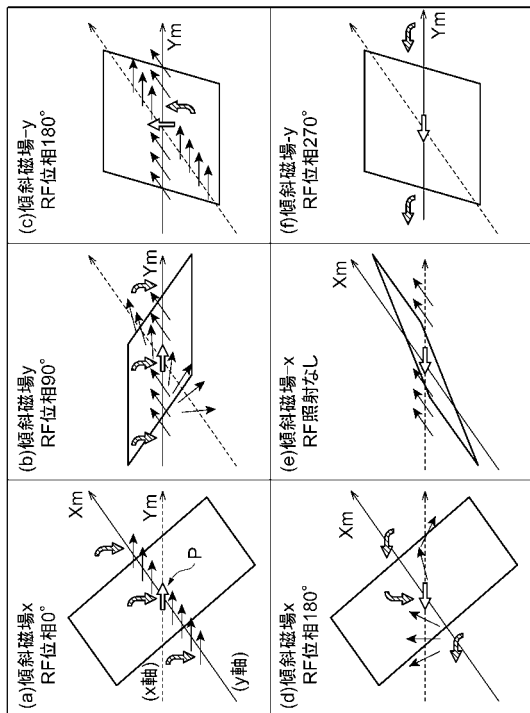 (a)傾斜磁場x
RF位相0°
Xm
Ym
P
(x軸)
(y軸)
(b)傾斜磁場y
RF位相90°
Ym
(c)傾斜磁場-y
RF位相180°
Ym
(d)傾斜磁場x
RF位相180°
Xm
(e)傾斜磁場-x
RF照射なし
Xm
(f)傾斜磁場-y
RF位相270°
Ym